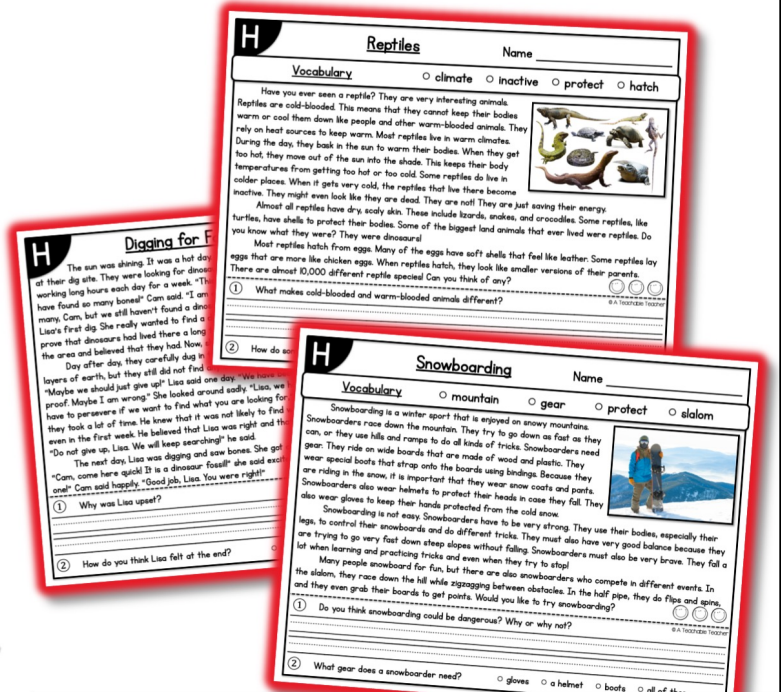 H
Reptiles
Name
Vocabulary
climate inactive protect hatch
Have you ever seen a reptile? They are very interesting animals.
Reptiles are cold-blooded. This means that they cannot keep their bodies
warm or cool them down like people and other warm-blooded animals. They
rely on heat sources to keep warm. Most reptiles live in warm climates.
During the day, they bask in the sun to warm their bodies. When they get
too hot, they move out of the sun into the shade. This keeps their body
temperatures from getting too hot or too cold. Some reptiles do live in
colder places. When it gets very cold, the reptiles that live there become
inactive. They might even look like they are dead. They are not! They are just saving their energy.
Almost all reptiles have dry, scaly skin. These include lizards, snakes, and crocodiles. Some reptiles, like
turtles, have shells to protect their bodies. Some of the biggest land animals that ever lived were reptiles. Do
you know what they were? They were dinosaurs!
Most reptiles hatch from eggs. Many of the eggs have soft shells that feel like leather. Some reptiles lay
eggs that are more like chicken eggs. When reptiles hatch, they look like smaller versions of their parents.
There are almost 10,000 different reptile species! Can you think of any?
© A Teachable Teacher
1 What makes cold-blooded and warm-blooded animals different?
2 How do
H
Digging for F
The sun was shining. It was a hot day
at their dig site. They were looking for
working long hours each day for a week.
have found so many bones!" Cam said. "I am
many, Cam, but we still haven't found a
Lisa's first dig. She really wanted to find a
prove that dinosaurs had lived there a long
the area and believed that they had. Now,
Day after day, they carefully dug in
layers of earth, but they still did not find
"Maybe we should just give up!" Lisa said one day.
proof. Maybe I am wrong." She looked around sadly. "Lisa, we
have to persevere if we want to find what you are looking for.
they took a lot of time. He knew that it was not likely to find
even in the first week. He believed that Lisa was right and
"Do not give up, Lisa. We will keep searching!" he said.
The next day, Lisa was digging and saw bones. She got
"Cam, come here quick! It is a dinosaur fossil!" she said
one!" Cam said happily. "Good job, Lisa. You were right!"
1 Why was Lisa upset?
2 How do you think Lisa felt at the end?
H
Snowboarding
Name
Vocabulary
mountain gear protect slalom
Snowboarding is a winter sport that is enjoyed on snowy mountains.
Snowboarders race down the mountain. They try to go down as fast as they
can, or they use hills and ramps to do all kinds of tricks. Snowboarders need
gear. They ride on wide boards that are made of wood and plastic. They
wear special boots that strap onto the boards using bindings. Because they
are riding in the snow, it is important that they wear snow coats and pants.
Snowboarders also wear helmets to protect their heads in case they fall. They
also wear gloves to keep their hands protected from the cold snow.
Snowboarding is not easy. Snowboarders have to be very strong. They use their bodies, especially their
legs, to control their snowboards and do different tricks. They must also have very good balance because they
are trying to go very fast down steep slopes without falling. Snowboarders must also be very brave. They fall a
lot when learning and practicing tricks and even when they try to stop!
Many people snowboard for fun, but there are also snowboarders who compete in different events. In
the slalom, they race down the hill while zigzagging between obstacles. In the half pipe, they do flips and spins,
and they even grab their boards to get points. Would you like to try snowboarding?
© A Teachable Teacher
1 Do you think snowboarding could be dangerous? Why or why not?
2 What gear does a snowboarder need? gloves a helmet boots all of